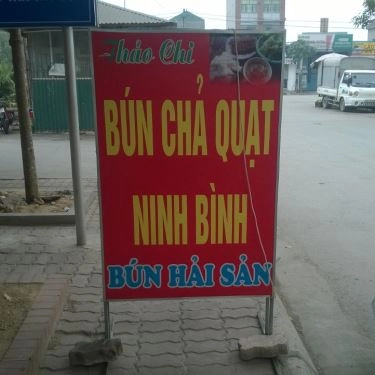 Thảo Chi
BÚN CHẢ QUẠT
NINH BÌNH
BÚN HẢI SẢN